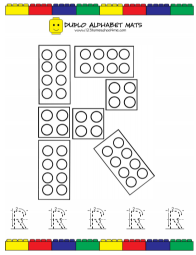 DUPLO ALPHABET MATS
www.123homeschool4me.com
R R R R R